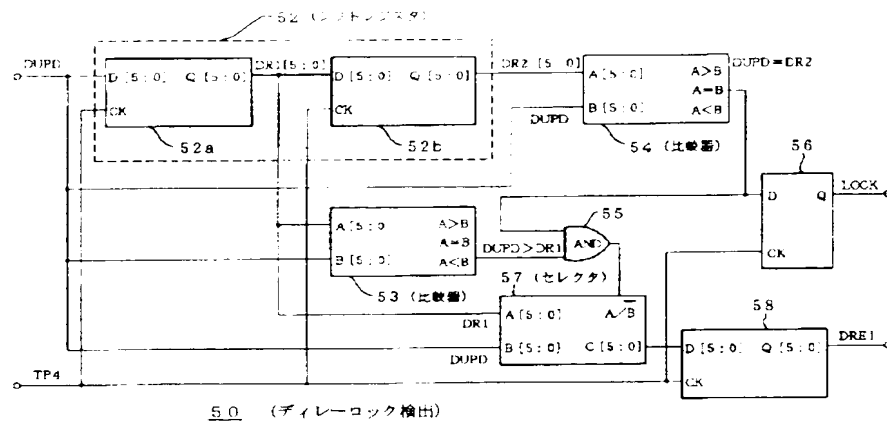 52 (シフトレジスタ)
DUPD
DR1[5:0]
DR2 [5 0]
DUPD=DR2
D [5:0] Q [5:0]
CK
52a
D [5:0] Q [5:0]
CK
52b
A [5:0] A>B
A=B
B [5:0] A<B
DUPD
54 (比較器)
56
D Q
CK
LOCK
55
AND
A [5:0 A>B
A=B
B [5:0] A<B
DUPD>DR1
53 (比較器)
57 (セレクタ)
A [5:0] A/B̅
B [5:0] C [5:0]
DR1
DUPD
58
D [5:0] Q [5:0]
CK
DRE1
TP4
50 (ディレーロック検出)